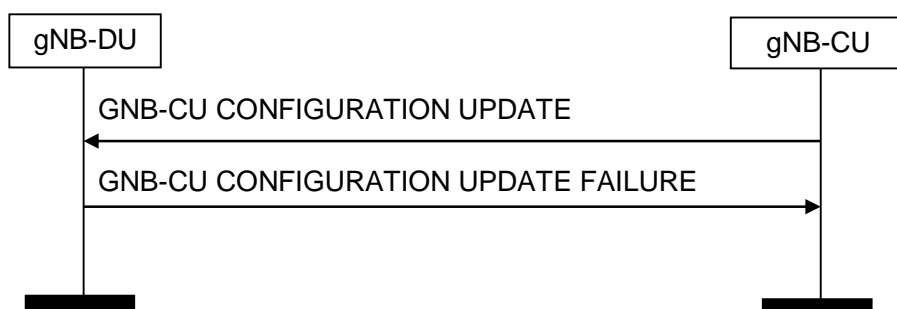 gNB-DU
gNB-CU
GNB-CU CONFIGURATION UPDATE
GNB-CU CONFIGURATION UPDATE FAILURE